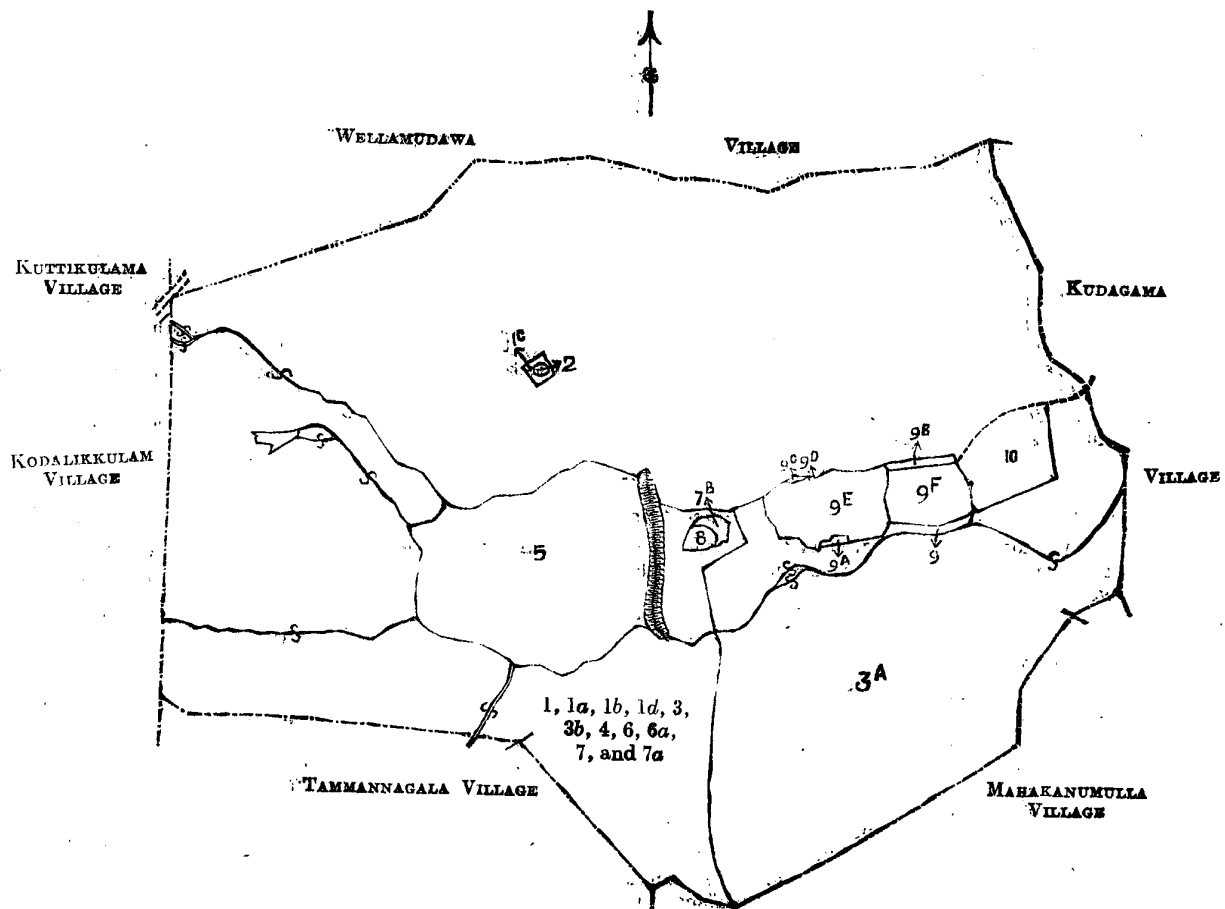 WELLAMUDAWA VILLAGE
KUTTIKULAMA
VILLAGE
KUDAGAMA
1C
2
KODALIKKULAM
VILLAGE
VILLAGE
S
S
S
S
S
9B
10
9C 9D
7B
9E
9F
8
5
9A
9
S
S
S
S
3A
S
1, 1a, 1b, 1d, 3,
3b, 4, 6, 6a,
7, and 7a
TAMMANNAGALA VILLAGE
MAHAKANUMULLA
VILLAGE